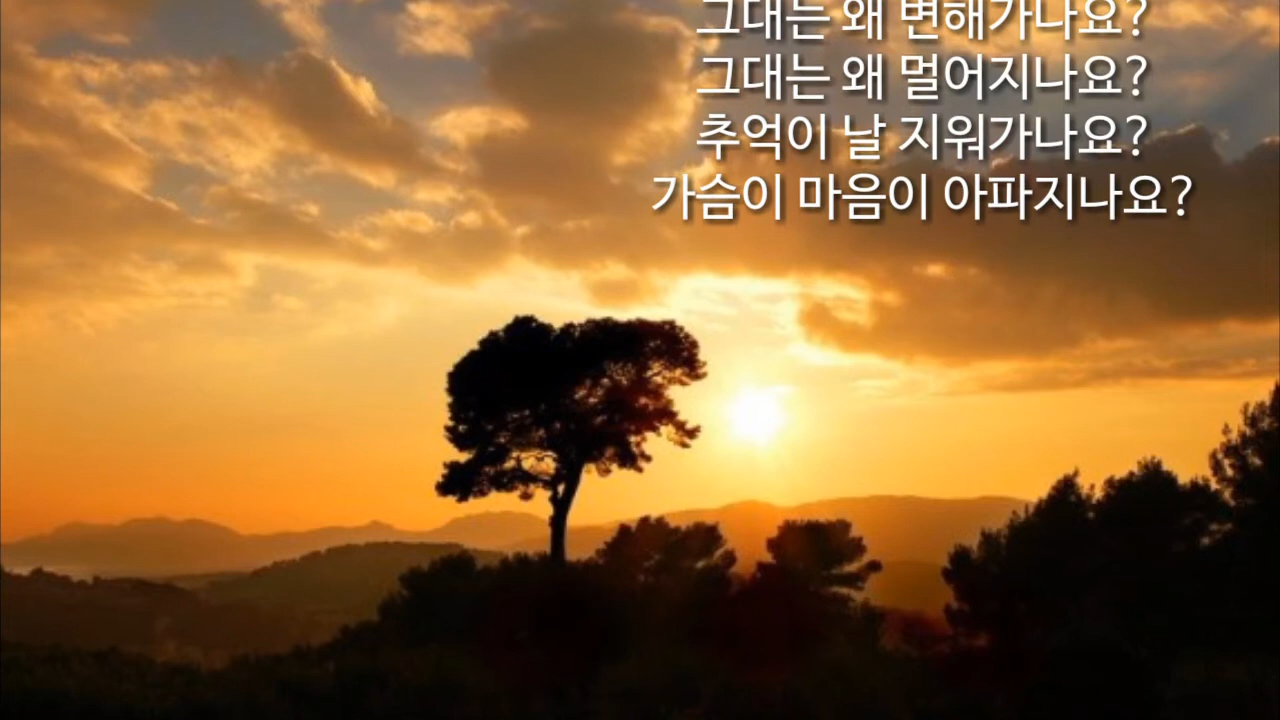 그대는 왜 변해가나요?
그대는 왜 멀어지나요?
추억이 날 지워가나요?
가슴이 마음이 아파지나요?